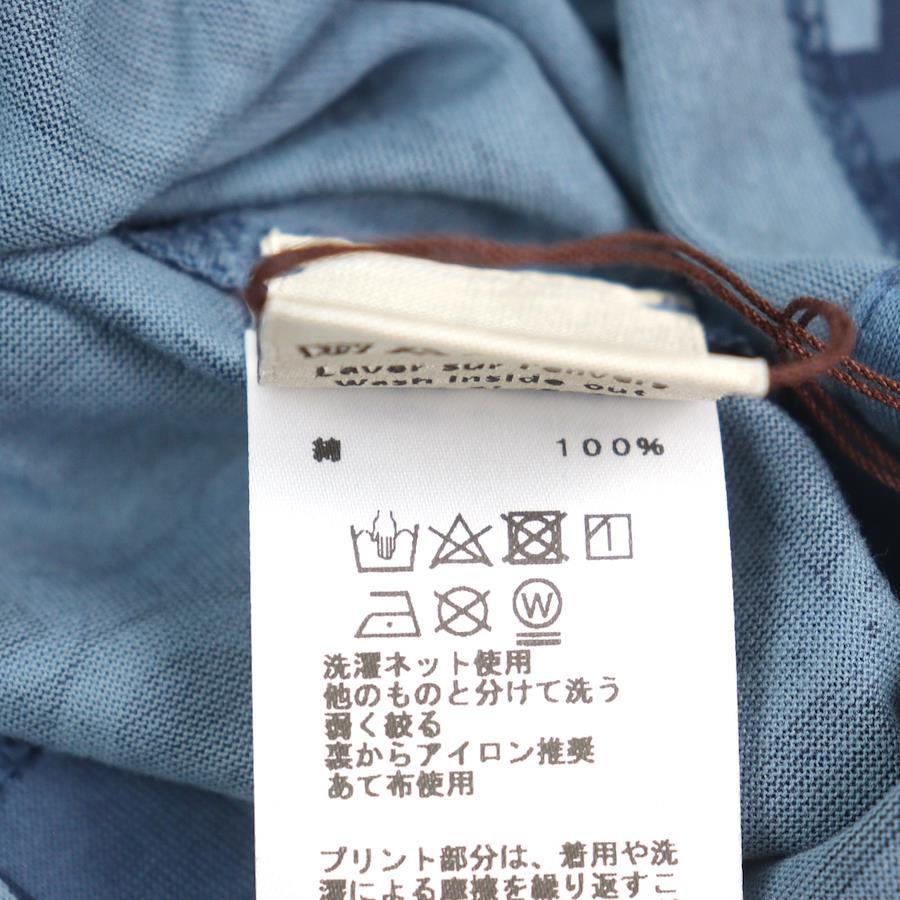 Laver sur l'envers
Wash inside out
綿 100%
W
洗濯ネット使用
他のものと分けて洗う
弱く絞る
裏からアイロン推奨
あて布使用
プリント部分は、着用や洗
濯による摩擦を繰り返すこ